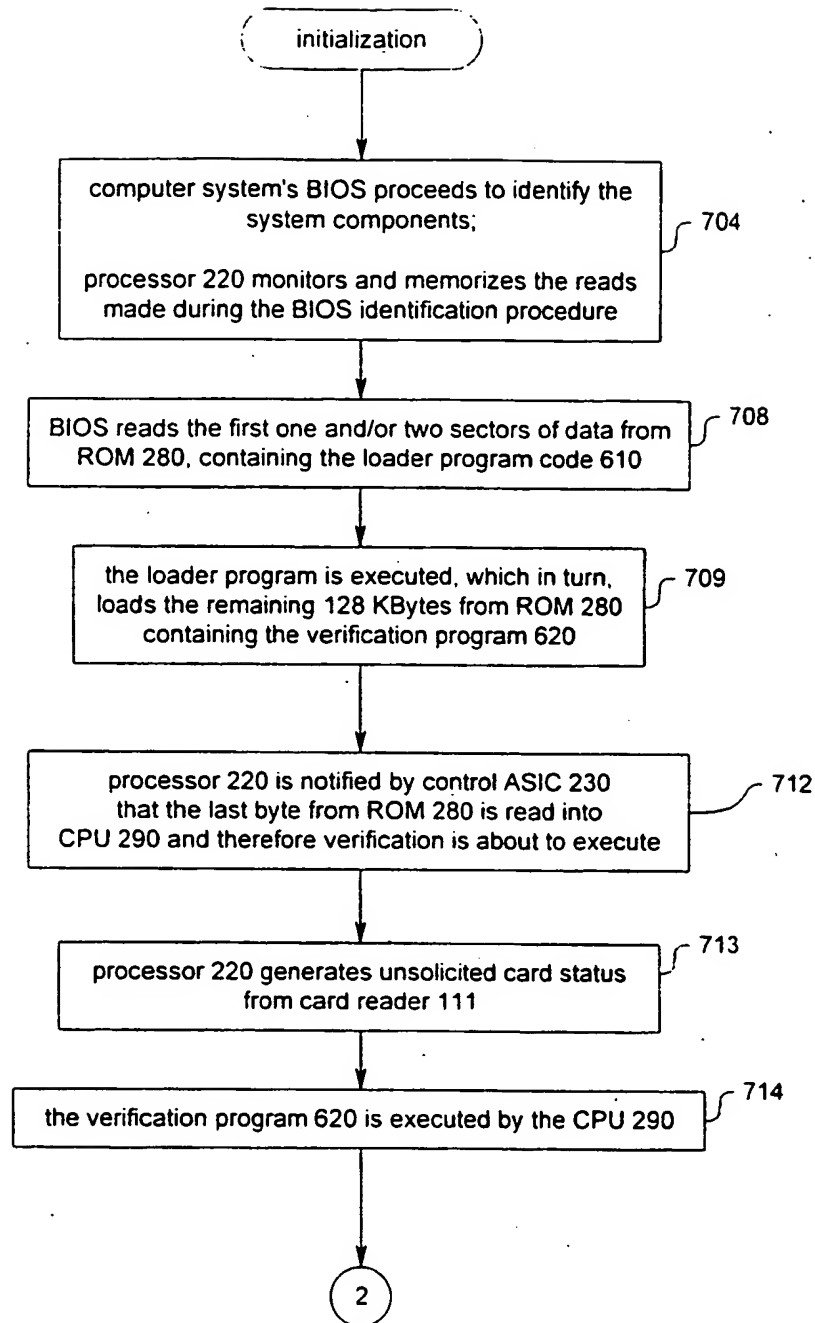 initialization
computer system's BIOS proceeds to identify the
system components;
processor 220 monitors and memorizes the reads
made during the BIOS identification procedure
704
BIOS reads the first one and/or two sectors of data from
ROM 280, containing the loader program code 610
708
the loader program is executed, which in turn,
loads the remaining 128 KBytes from ROM 280
containing the verification program 620
709
processor 220 is notified by control ASIC 230
that the last byte from ROM 280 is read into
CPU 290 and therefore verification is about to execute
712
processor 220 generates unsolicited card status
from card reader 111
713
the verification program 620 is executed by the CPU 290
714
2